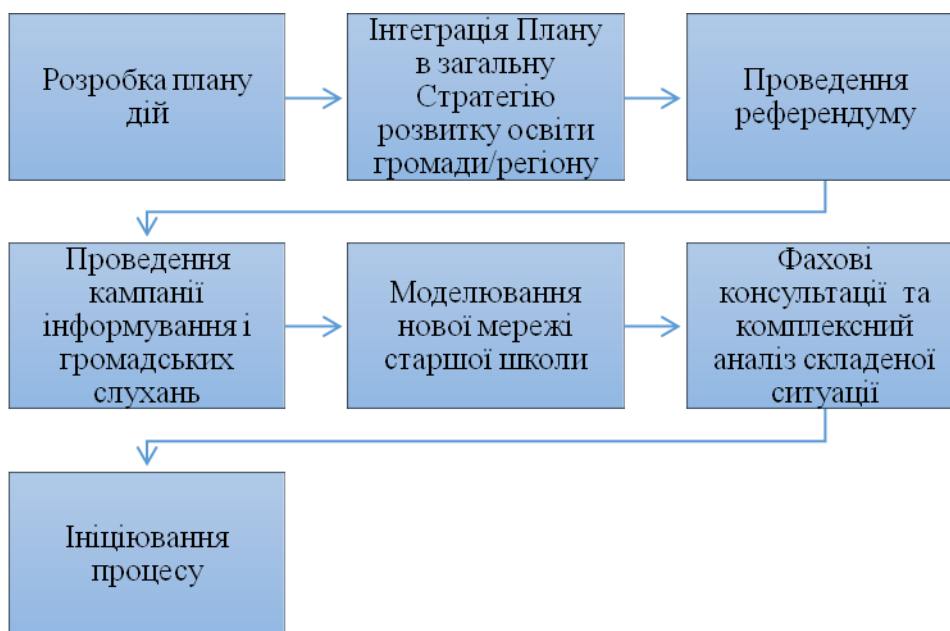 Розробка плану
дій
Інтеграція Плану
в загальну
Стратегію
розвитку освіти
громади/регіону
Проведення
референдуму
Проведення
кампанії
інформування і
громадських
слухань
Моделювання
нової мережі
старшої школи
Фахові
консультації та
комплексний
аналіз складеної
ситуації
Ініціювання
процесу